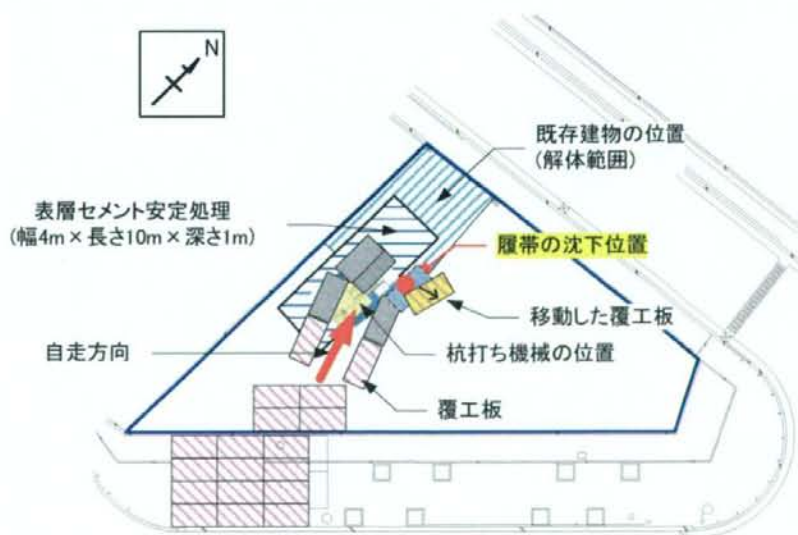 N
既存建物の位置
(解体範囲)
表層セメント安定処理
(幅4m×長さ10m×深さ1m)
履帯の沈下位置
移動した覆工板
自走方向
杭打ち機械の位置
覆工板